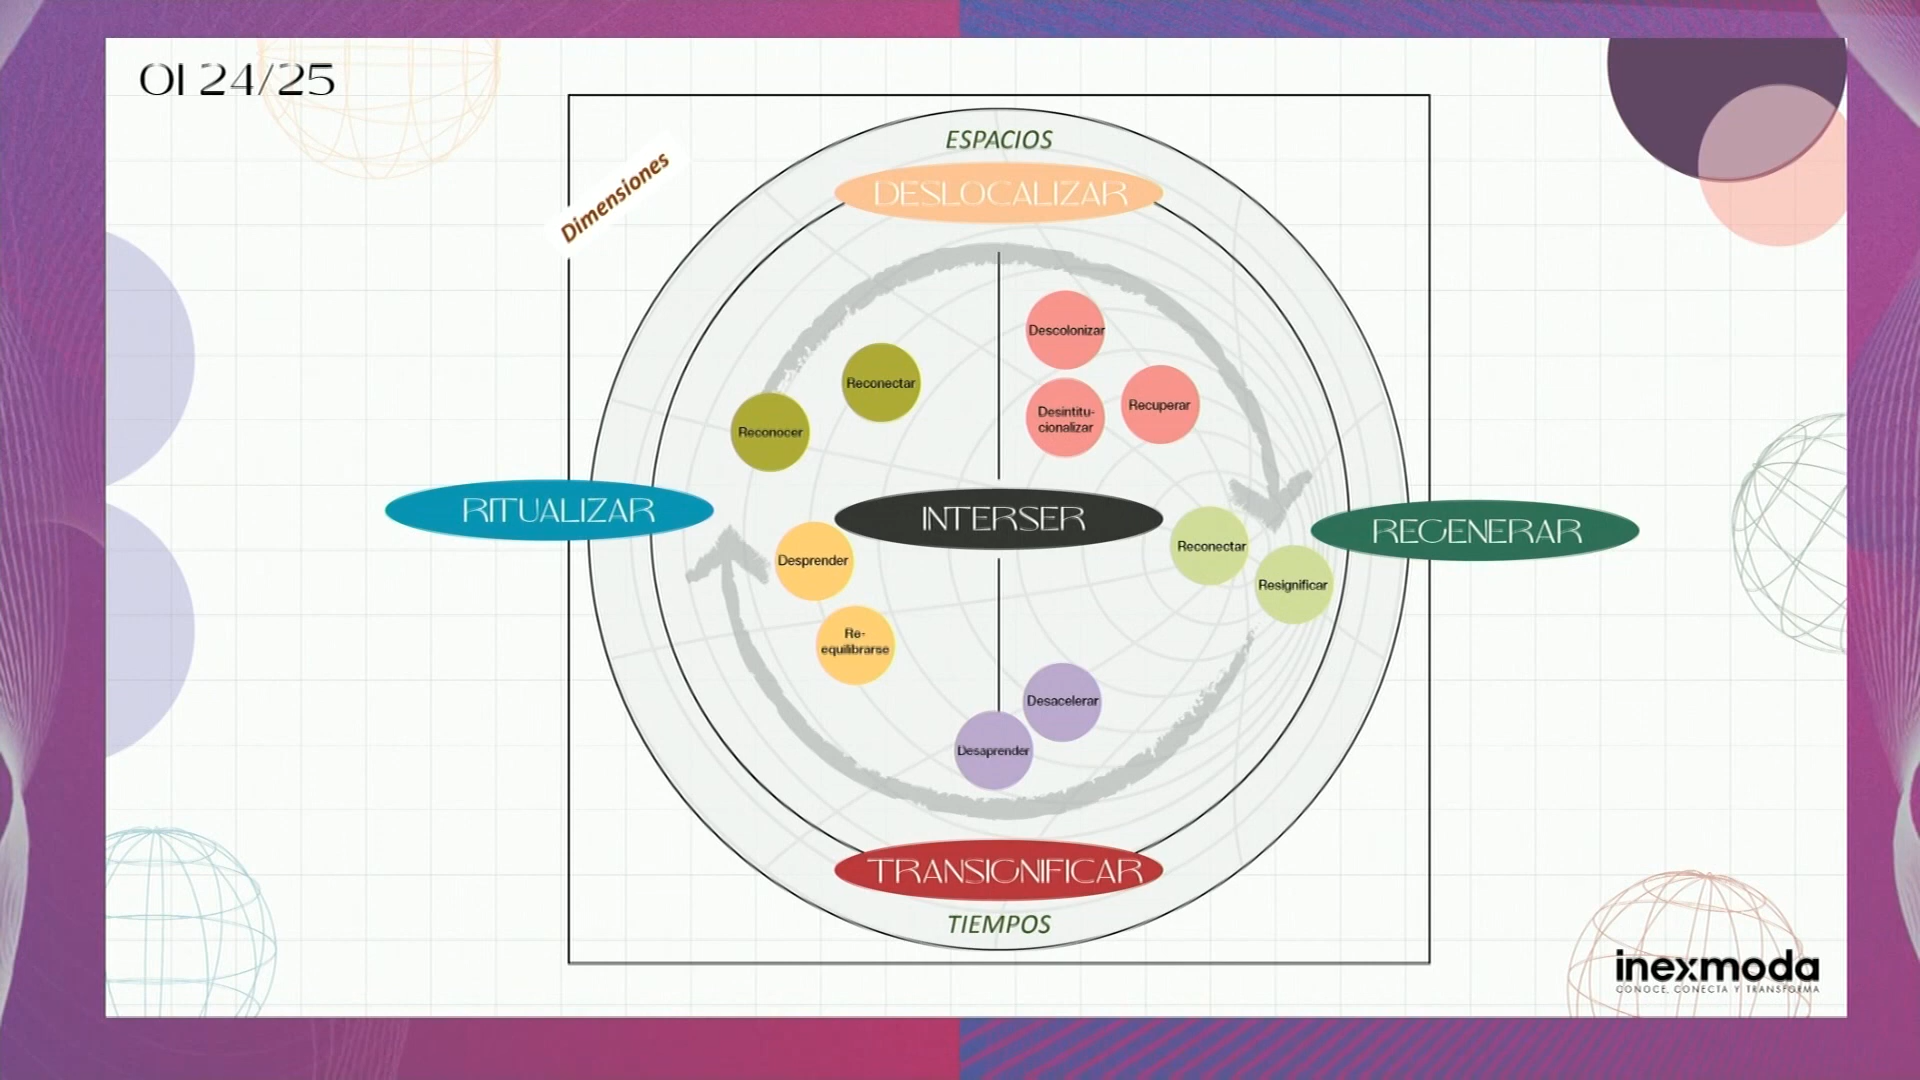 OI 24/25
Dimensiones
ESPACIOS
DESLOCALIZAR
Descolonizar
Reconectar
Recuperar
Desintitu-
cionalizar
Reconocer
RITUALIZAR
INTERSER
REGENERAR
Reconectar
Desprender
Resignificar
Re-
equilibrarse
Desacelerar
Desaprender
TRANSIGNIFICAR
TIEMPOS
inexmoda
CONOCE, CONECTA Y TRANSFORMA